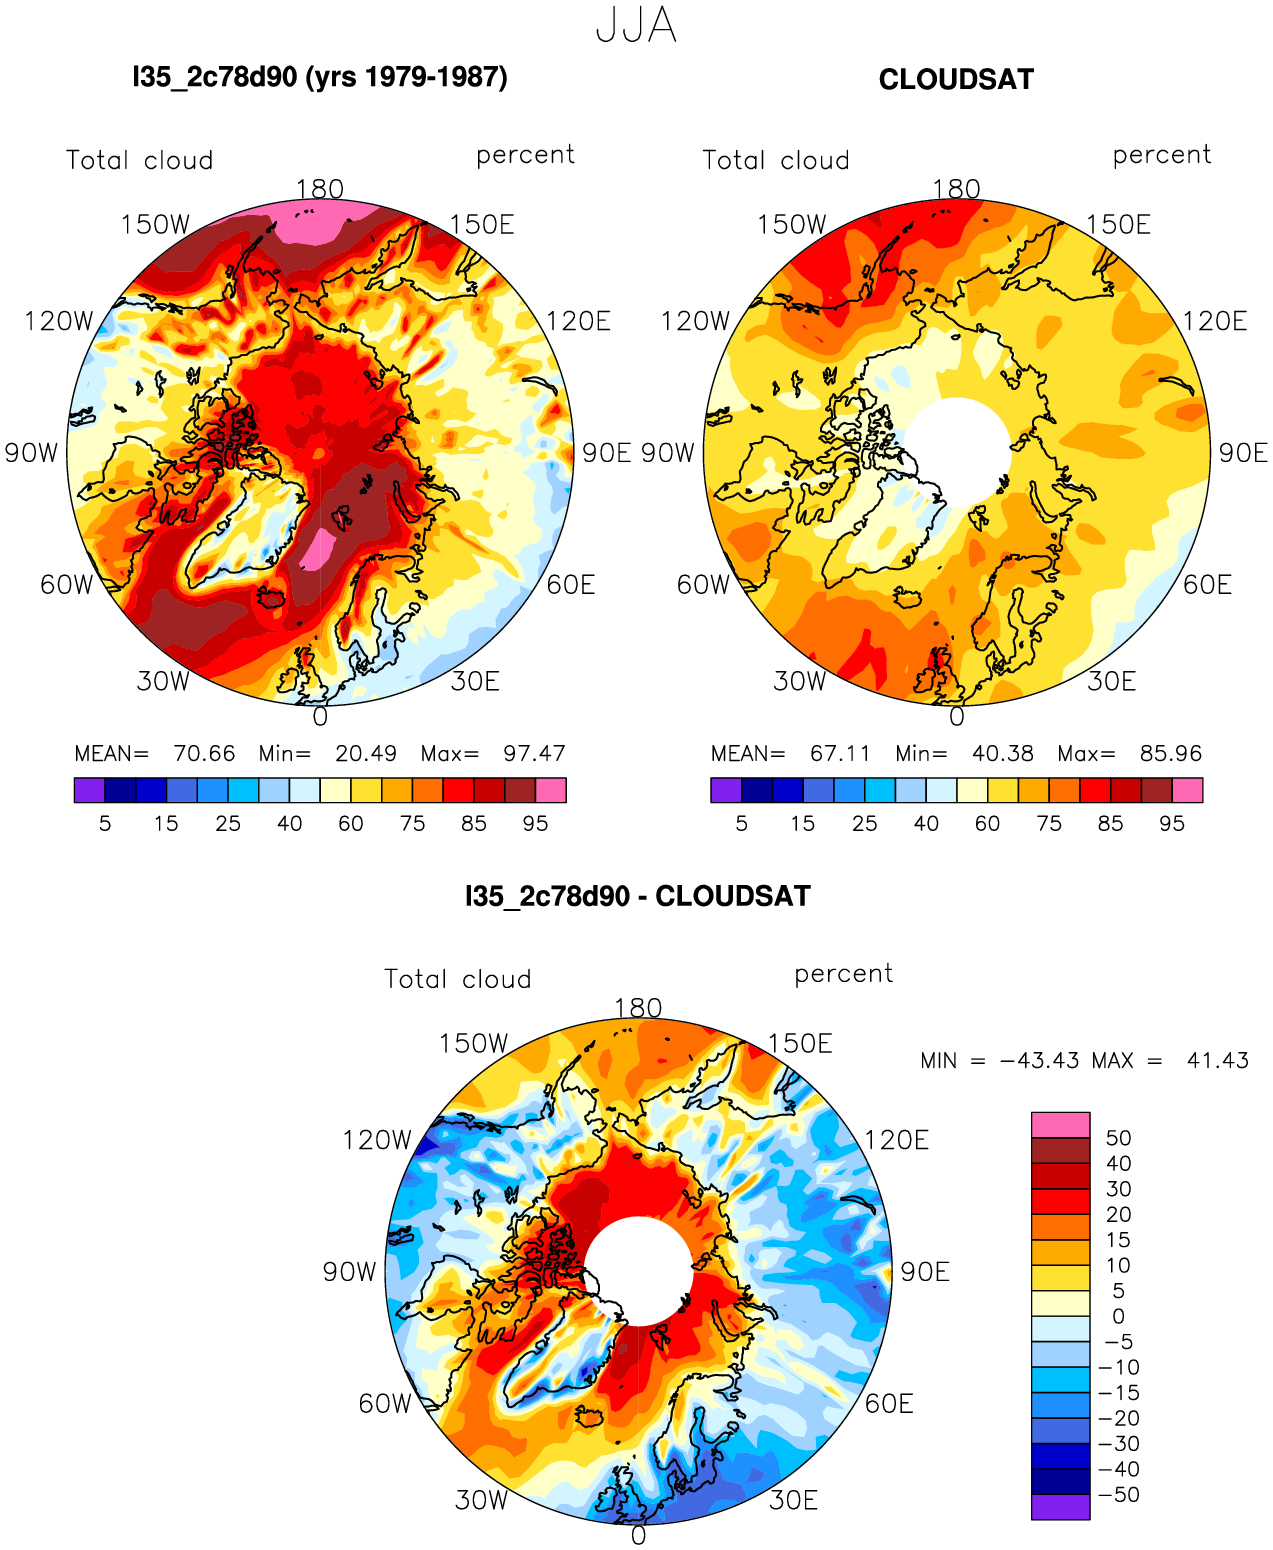 JJA
I35_2c78d90 (yrs 1979-1987)
CLOUDSAT
Total cloud percent
Total cloud percent
180
150W 150E
120W 120E
90W 90E
60W 60E
30W 30E
0
180
150W 150E
120W 120E
90W 90E
60W 60E
30W 30E
0
MEAN= 70.66 Min= 20.49 Max= 97.47
5 15 25 40 60 75 85 95
MEAN= 67.11 Min= 40.38 Max= 85.96
5 15 25 40 60 75 85 95
I35_2c78d90 - CLOUDSAT
Total cloud percent
180
150W 150E
120W 120E
90W 90E
60W 60E
30W 30E
0
MIN = -43.43 MAX = 41.43
50
40
30
20
15
10
5
0
-5
-10
-15
-20
-30
-40
-50